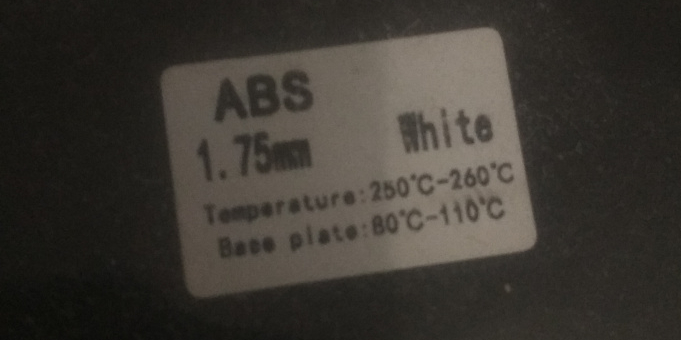 ABS
1.75mm White
Temperature:250°C-260°C
Base plate:80°C-110°C